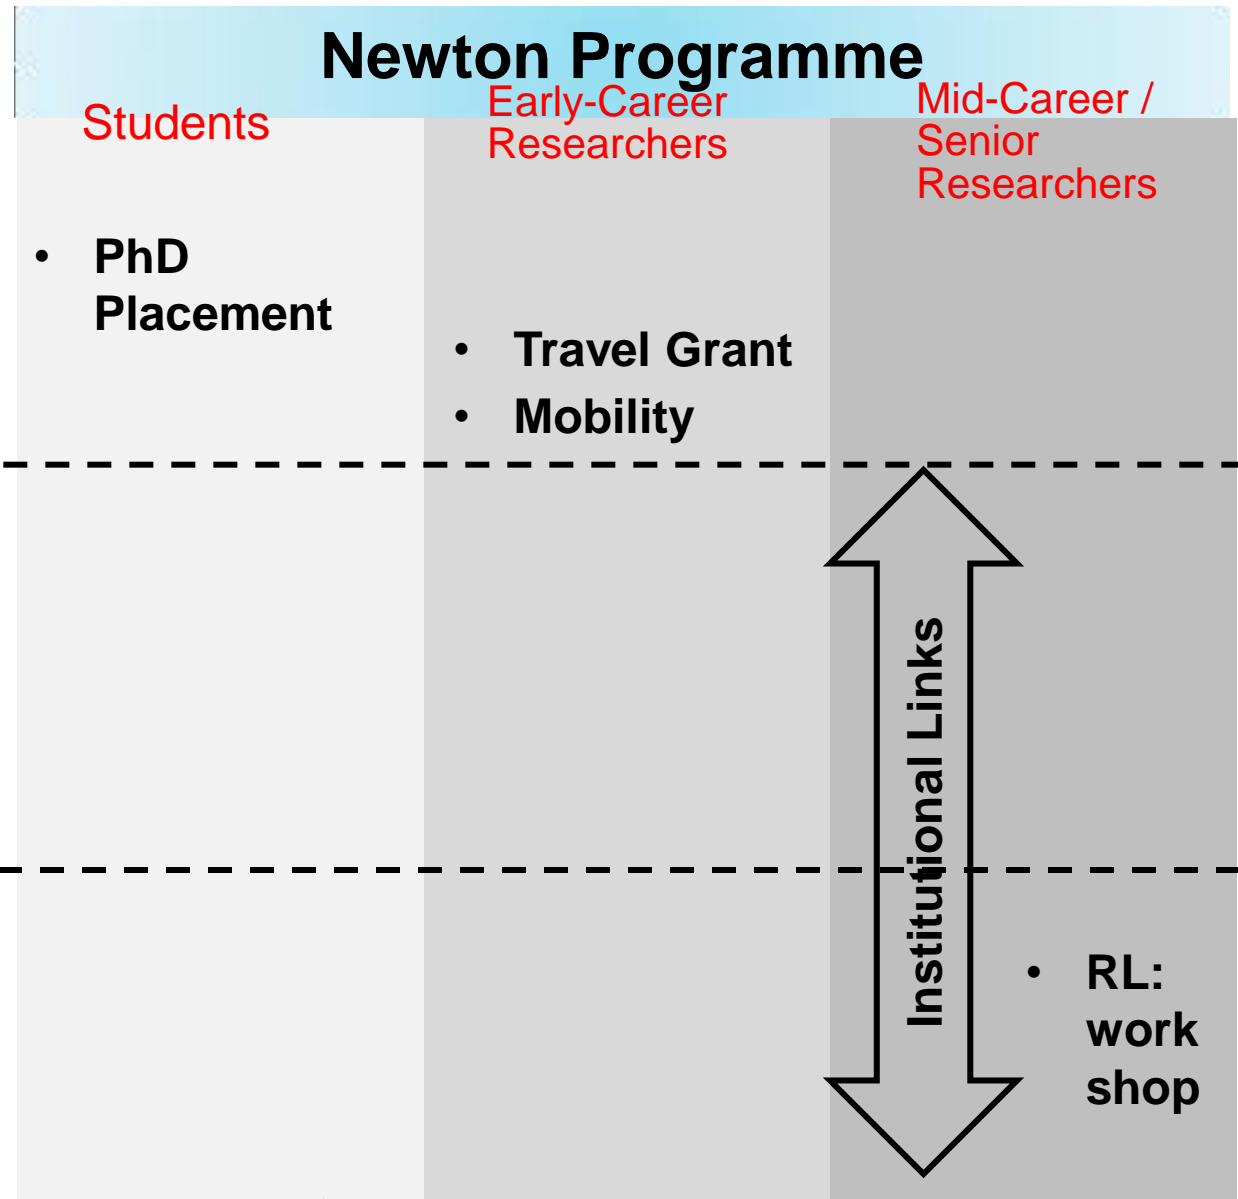 Newton Programme
Students
Early-Career
Researchers
Mid-Career /
Senior
Researchers
• PhD
Placement
• Travel Grant
• Mobility
Institutional Links
• RL:
work
shop